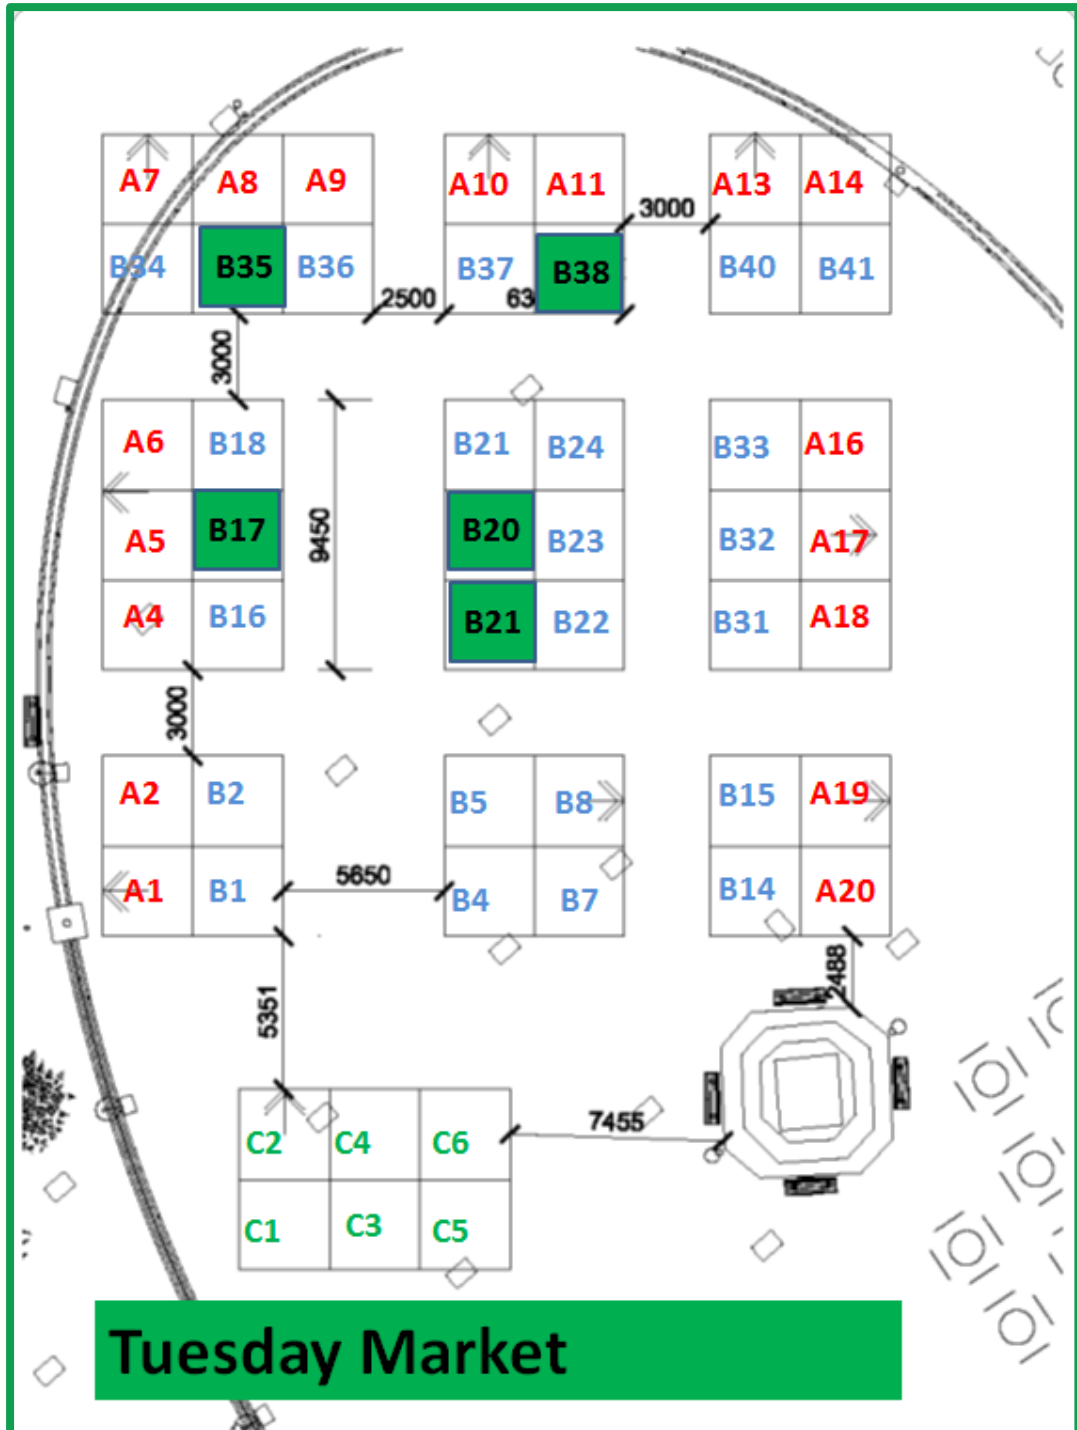 A7 A8 A9 A10 A11 A13 A14
3000
B34 B35 B36 B37 B38 B40 B41
2500 63
3000
A6 B18 B21 B24 B33 A16
9450
A5 B17 B20 B23 B32 A17
A4 B16 B21 B22 B31 A18
3000
A2 B2 B5 B8 B15 A19
5650
A1 B1 B4 B7 B14 A20
2488
5351
7455
C2 C4 C6
C1 C3 C5
Tuesday Market